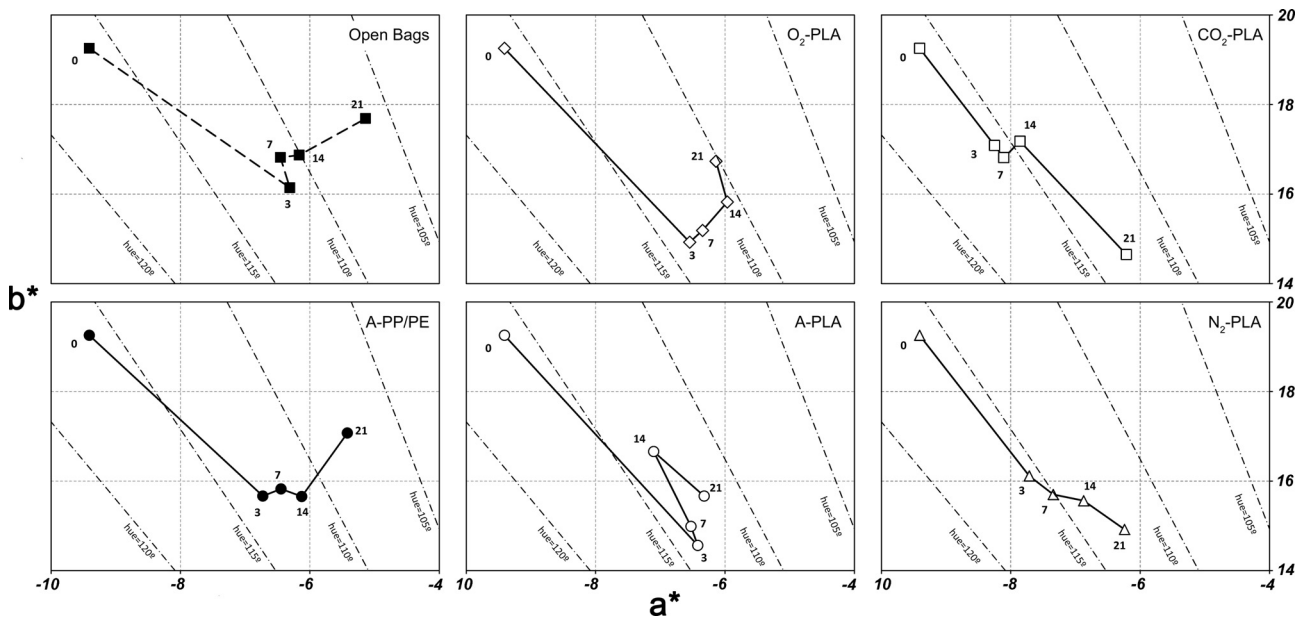 Open Bags
0
7
14
21
3
hue=120º
hue=115º
hue=110º
hue=105º
O2-PLA
0
21
14
3
7
hue=120º
hue=115º
hue=110º
hue=105º
CO2-PLA
0
3
7
14
21
hue=120º
hue=115º
hue=110º
hue=105º
20
18
16
14
b*
A-PP/PE
0
3
7
14
21
hue=120º
hue=115º
hue=110º
hue=105º
10
-8
-6
-4
A-PLA
0
14
21
7
3
hue=120º
hue=115º
hue=110º
hue=105º
10
-8
-6
-4
N2-PLA
0
3
7
14
21
hue=120º
hue=115º
hue=110º
hue=105º
10
-8
-6
-4
20
18
16
14
a*